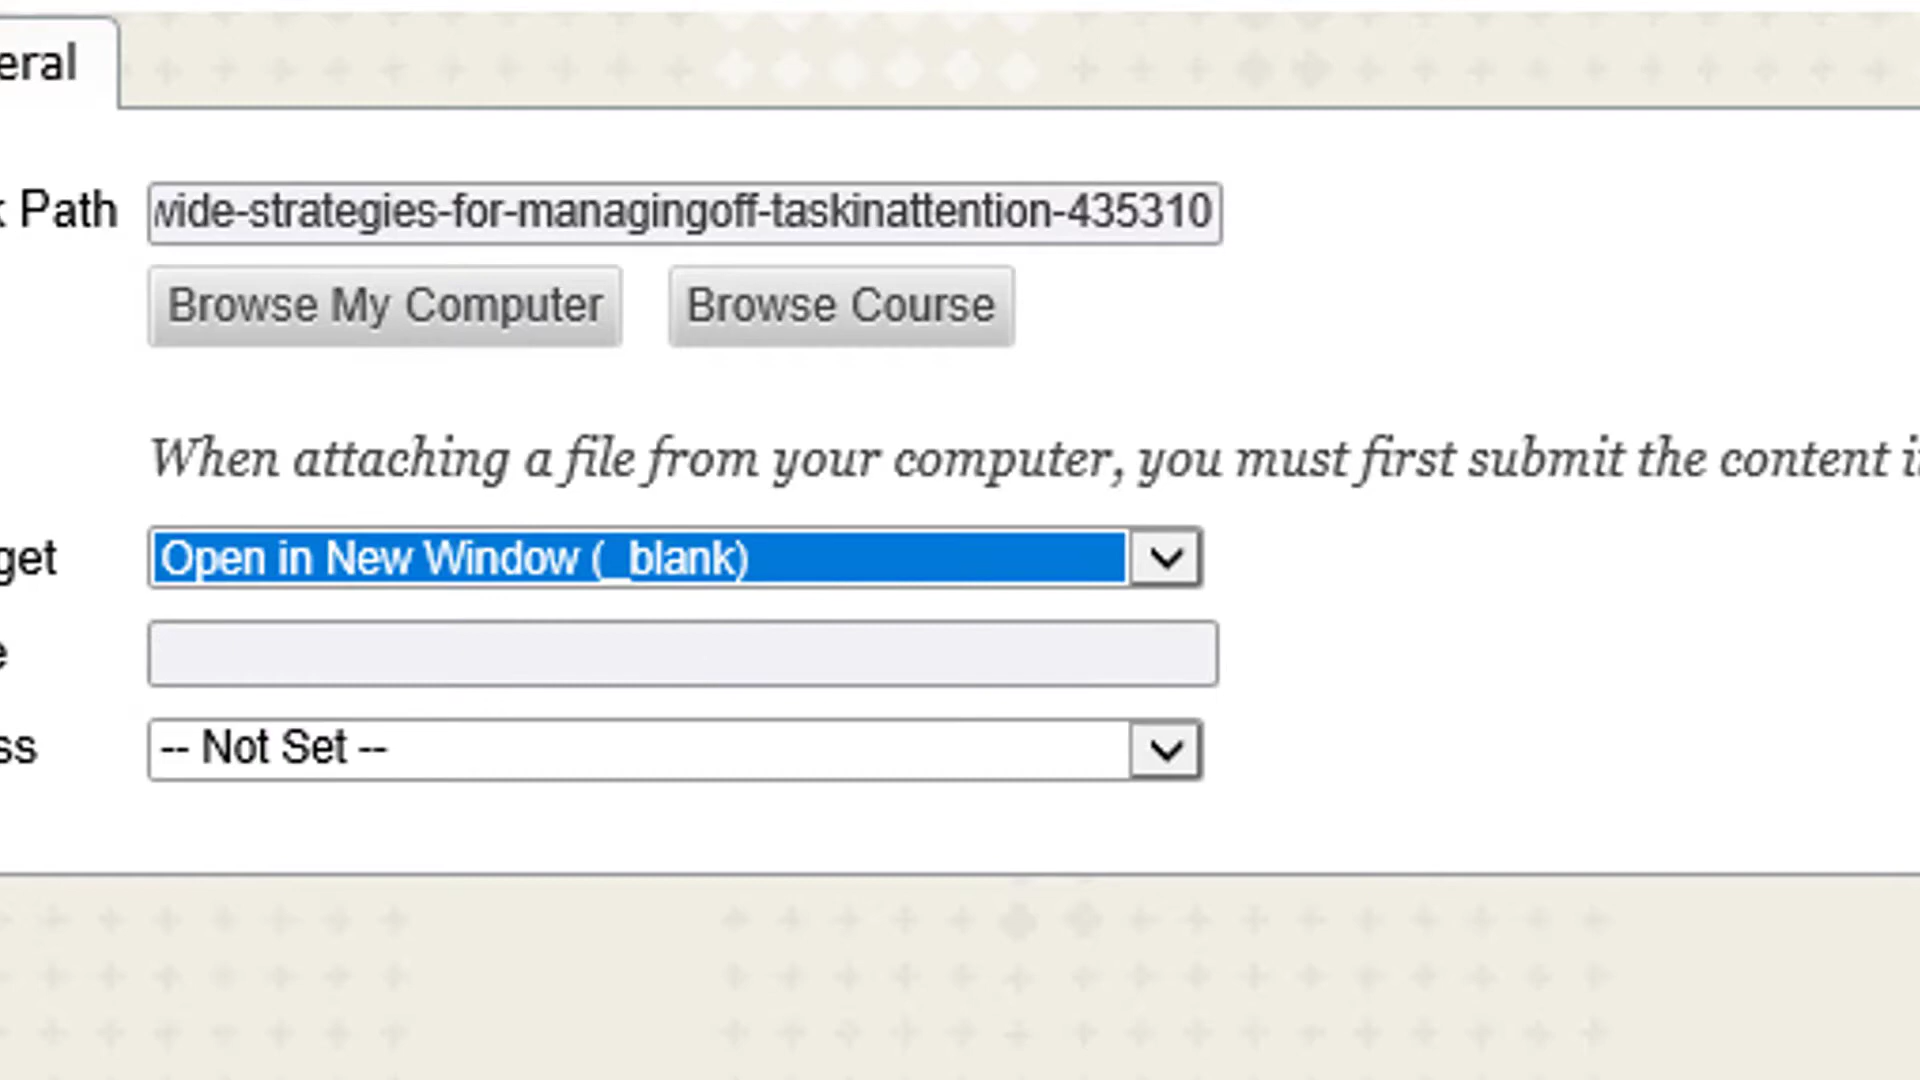 eral
Path
wide-strategies-for-managingoff-taskinattention-435310
Browse My Computer Browse Course
When attaching a file from your computer, you must first submit the content i
get
Open in New Window (_blank)
e
ss
-- Not Set --